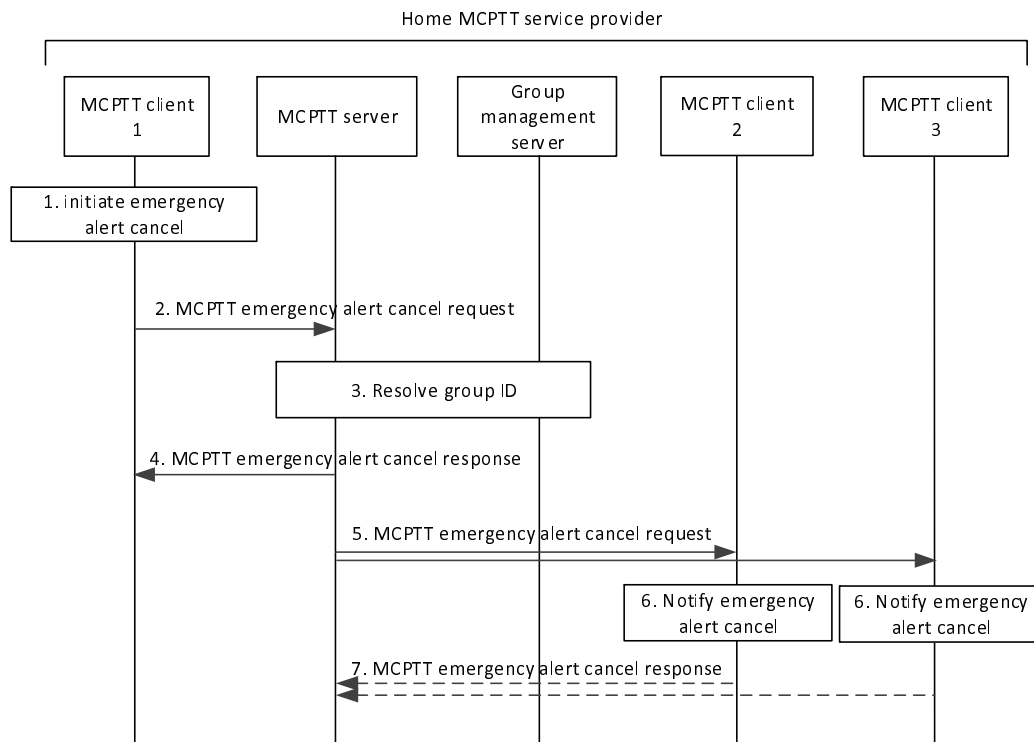 Home MCPTT service provider
MCPTT client
1
MCPTT server
Group
management
server
MCPTT client
2
MCPTT client
3
1. initiate emergency
alert cancel
2. MCPTT emergency alert cancel request
3. Resolve group ID
4. MCPTT emergency alert cancel response
5. MCPTT emergency alert cancel request
6. Notify emergency
alert cancel
6. Notify emergency
alert cancel
7. MCPTT emergency alert cancel response